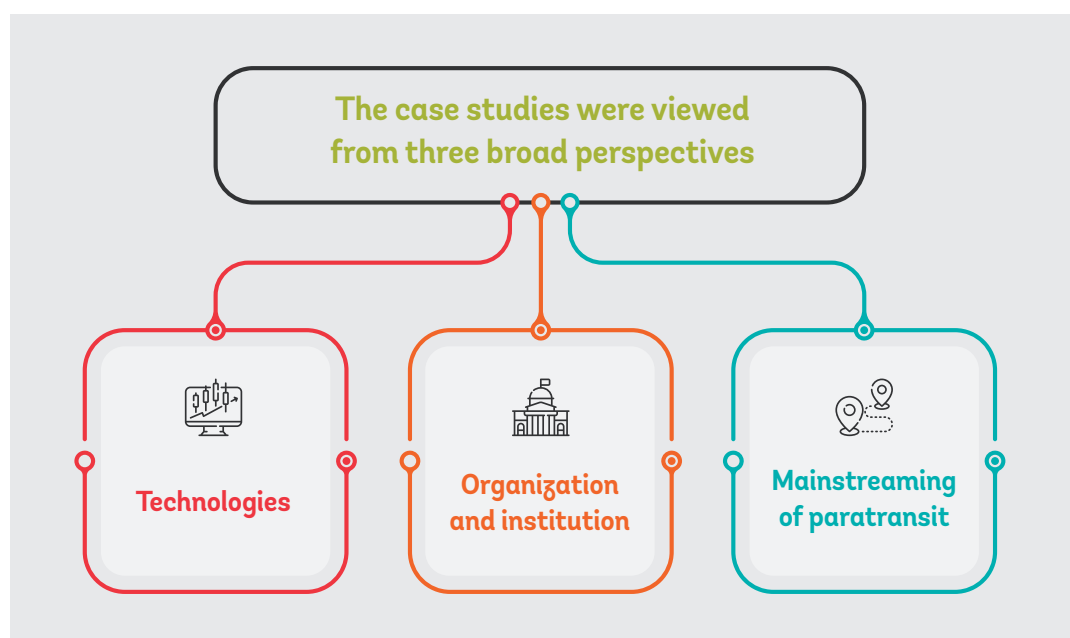 The case studies were viewed
from three broad perspectives
Technologies
Organization
and institution
Mainstreaming
of paratransit